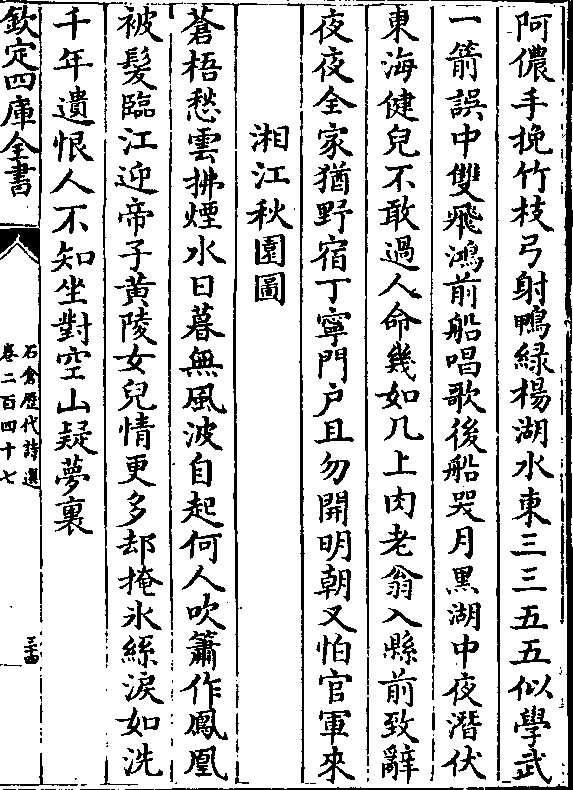 阿儂手挽竹枝弓射鴨緑楊湖水東三三五五似學武
一箭誤中雙飛鴻前船唱歌後船哭月黒湖中夜潛伏
東海健兒不敢過人命幾如几上肉老翁入縣前致辭
夜夜全家猶野宿丁寧門户且勿開明朝又怕官軍來
湘江秋園圖
蒼梧愁雲拂煙水日暮無風波自起何人吹簫作鳳凰
被髮臨江迎帝子黄陵女兒情更多却掩氷絲淚如洗
千年遺恨人不知坐對空山疑夢裏
欽定四庫全書
石倉歴代詩選
卷二百四十七
三十四